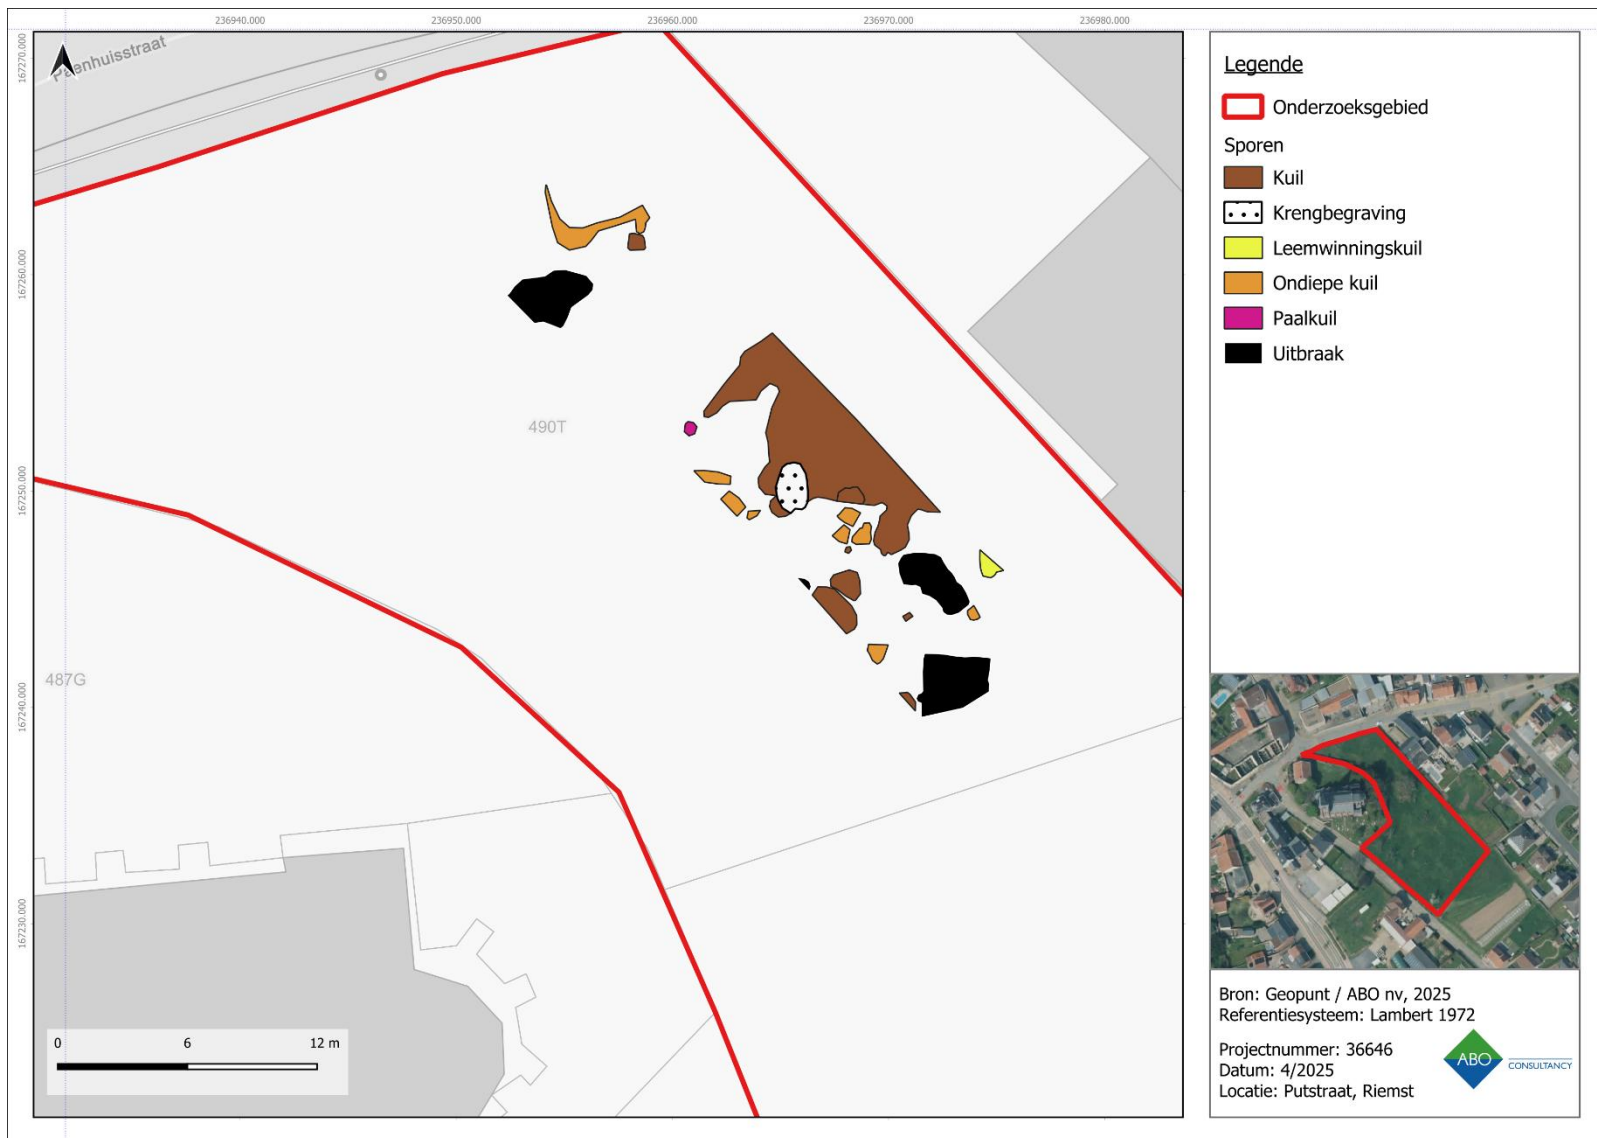 236940.000 236950.000 236960.000 236970.000 236980.000
167270.000
167260.000
167250.000
167240.000
167230.000
Paenhuisstraat
490T
487G
0 6 12 m
Legende
Onderzoeksgebied
Sporen
Kuil
Krengbegraving
Leemwinningskuil
Ondiepe kuil
Paalkuil
Uitbraak
Bron: Geopunt / ABO nv, 2025
Referentiesysteem: Lambert 1972
Projectnummer: 36646
Datum: 4/2025
Locatie: Putstraat, Riemst
ABO
CONSULTANCY